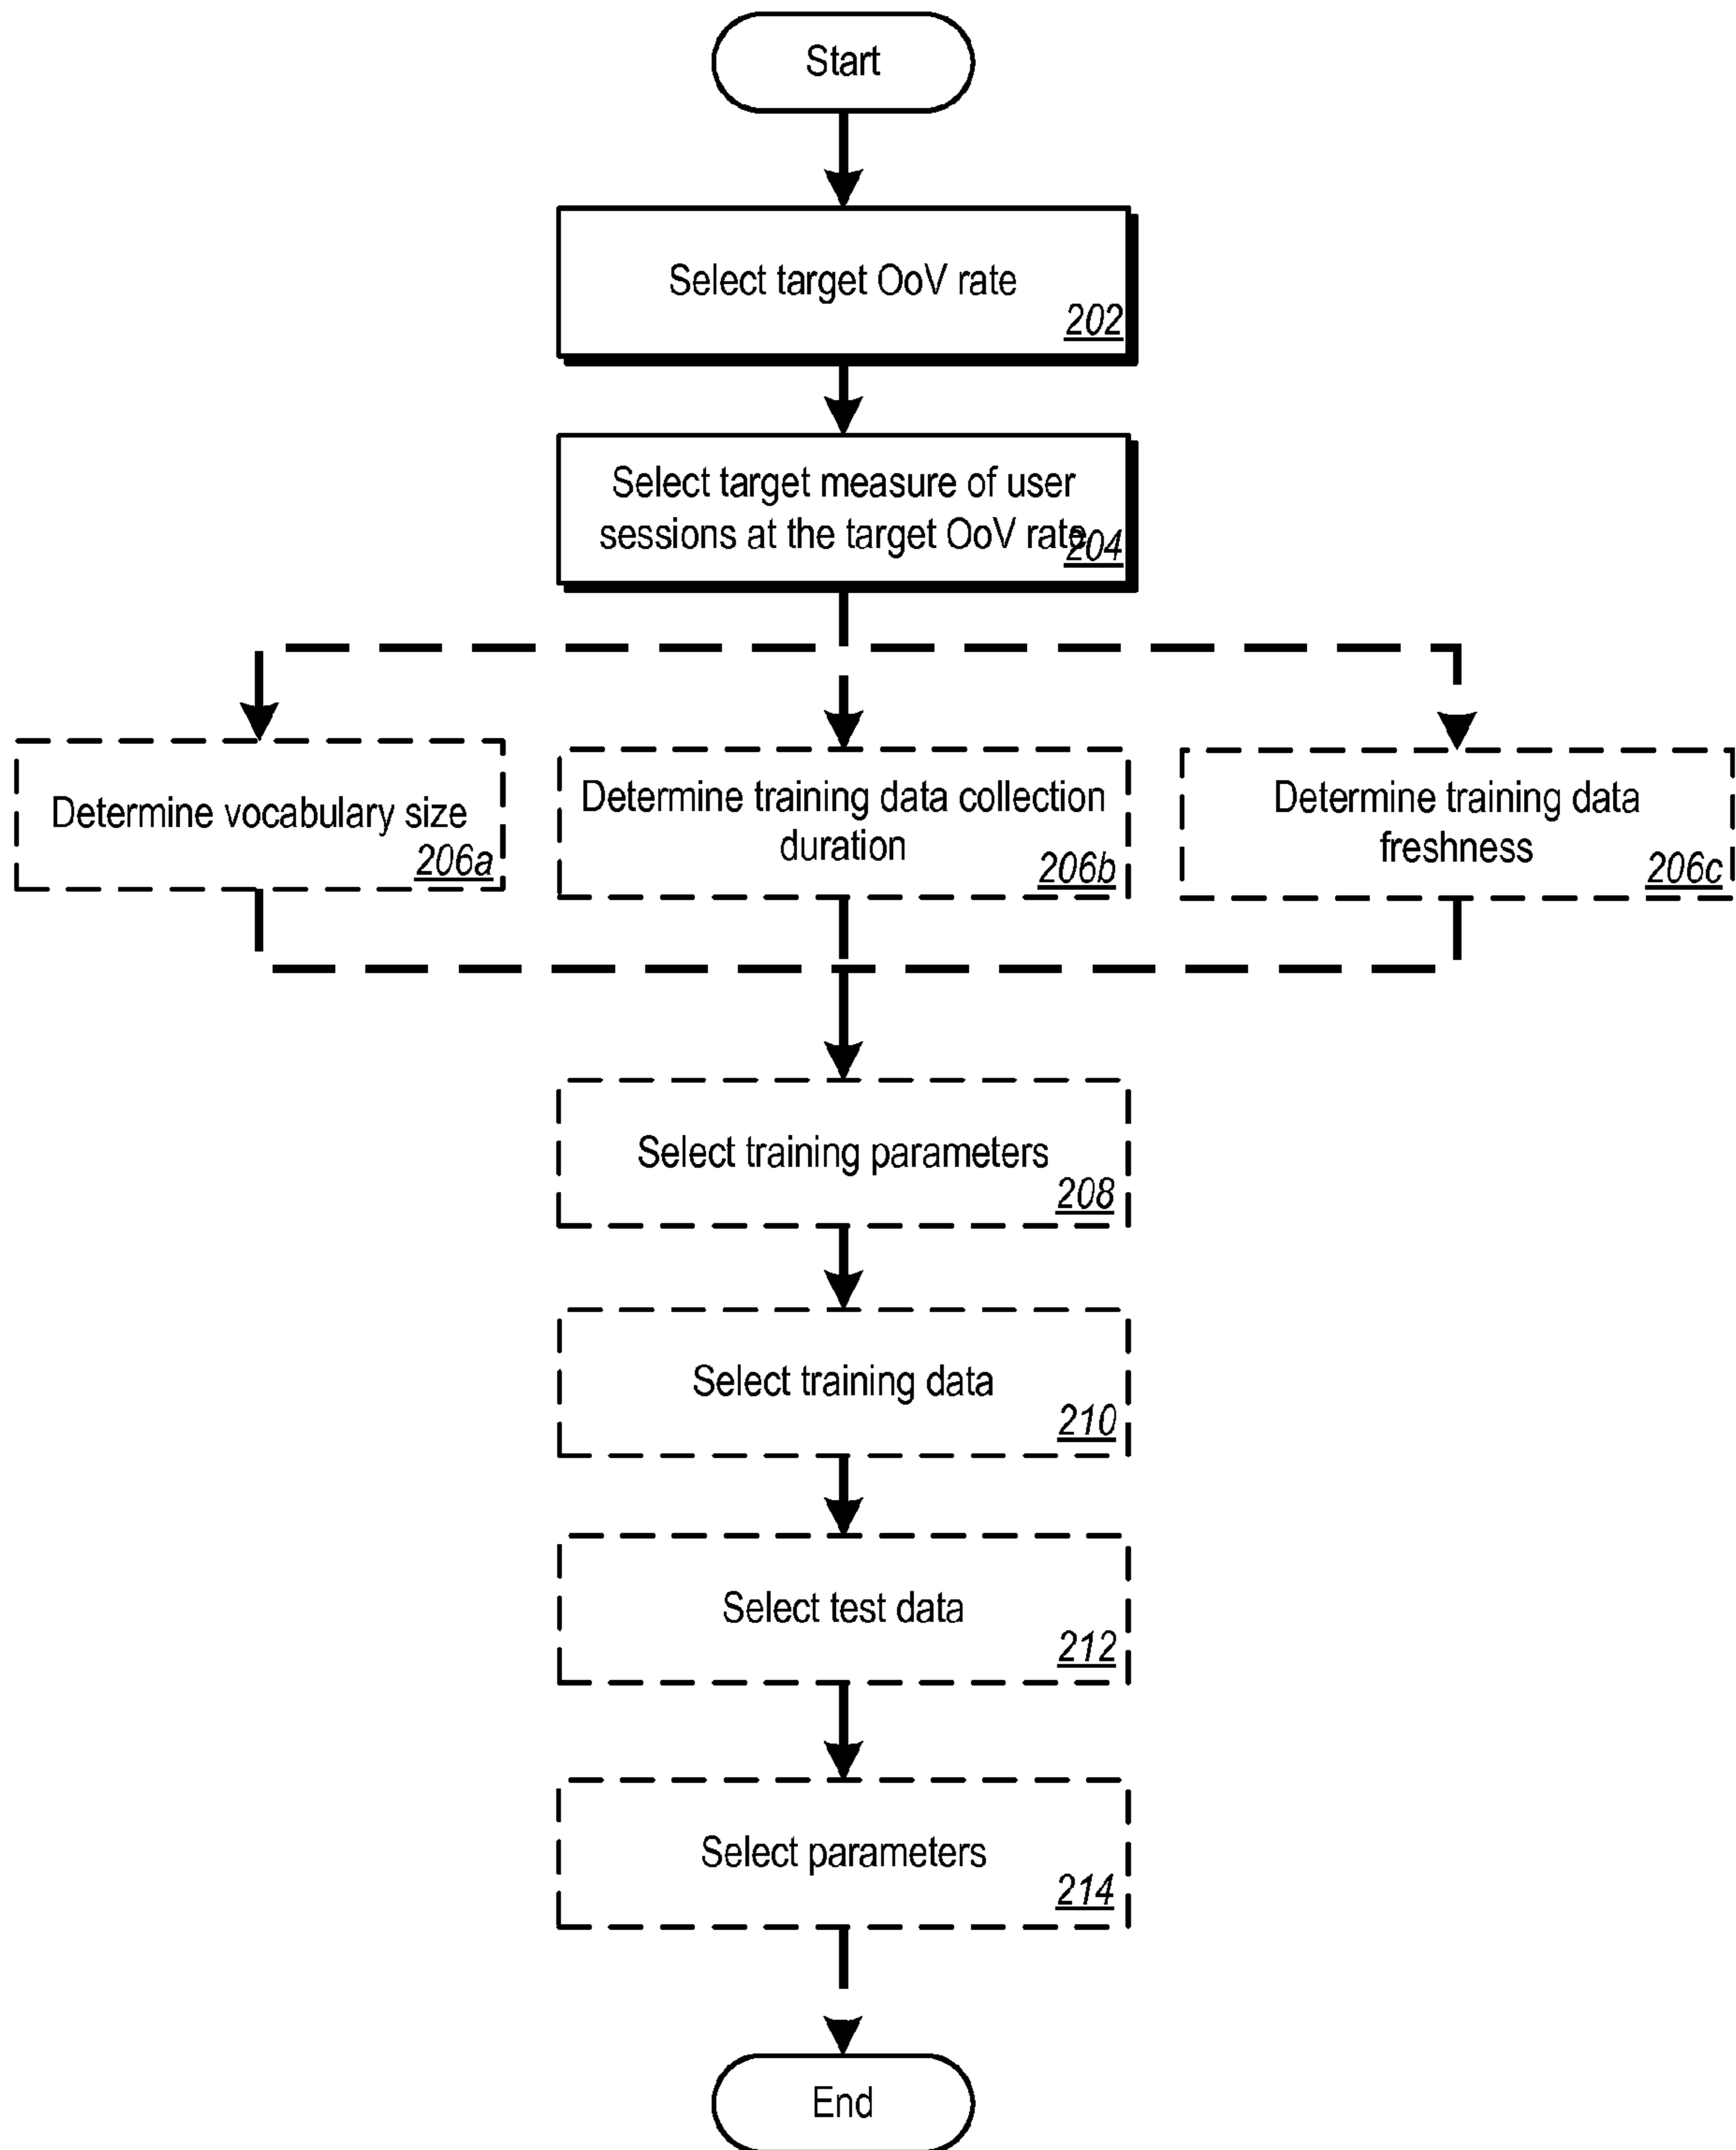 Start
Select target OoV rate
202
Select target measure of user
sessions at the target OoV rate
204
Determine vocabulary size
206a
Determine training data collection
duration
206b
Determine training data
freshness
206c
Select training parameters
208
Select training data
210
Select test data
212
Select parameters
214
End